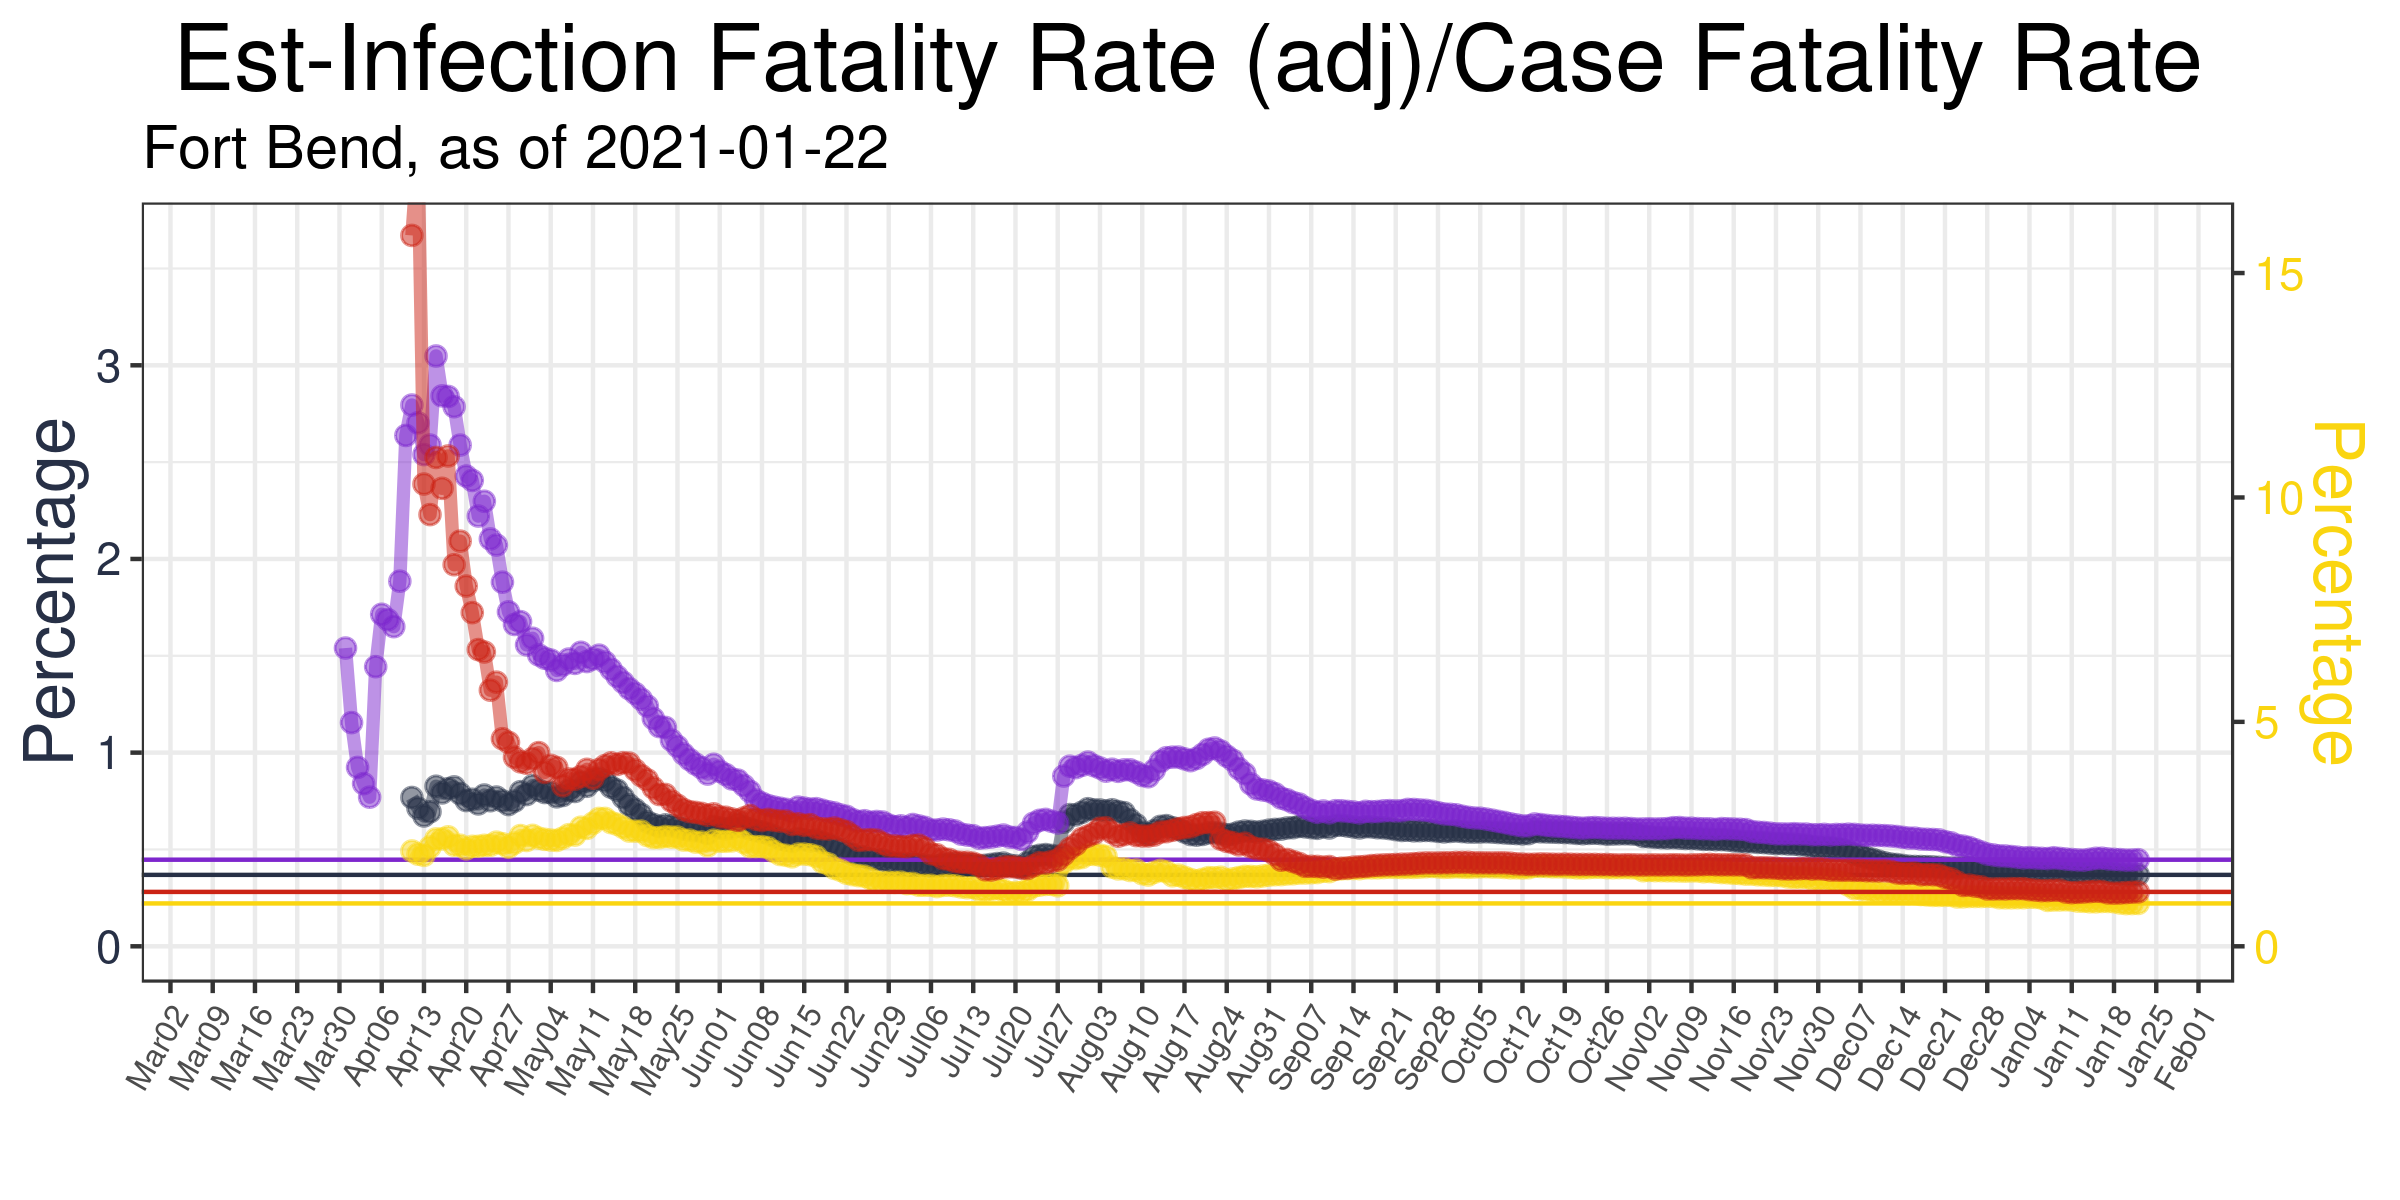 Est-Infection Fatality Rate (adj)/Case Fatality Rate
Fort Bend, as of 2021-01-22
Percentage
3
2
1
0
15
10
5
0
Percentage
Mar02 Mar09 Mar16 Mar23 Mar30 Apr06 Apr13 Apr20 Apr27 May04 May11 May18 May25 Jun01 Jun08 Jun15 Jun22 Jun29 Jul06 Jul13 Jul20 Jul27 Aug03 Aug10 Aug17 Aug24 Aug31 Sep07 Sep14 Sep21 Sep28 Oct05 Oct12 Oct19 Oct26 Nov02 Nov09 Nov16 Nov23 Nov30 Dec07 Dec14 Dec21 Dec28 Jan04 Jan11 Jan18 Jan25 Feb01